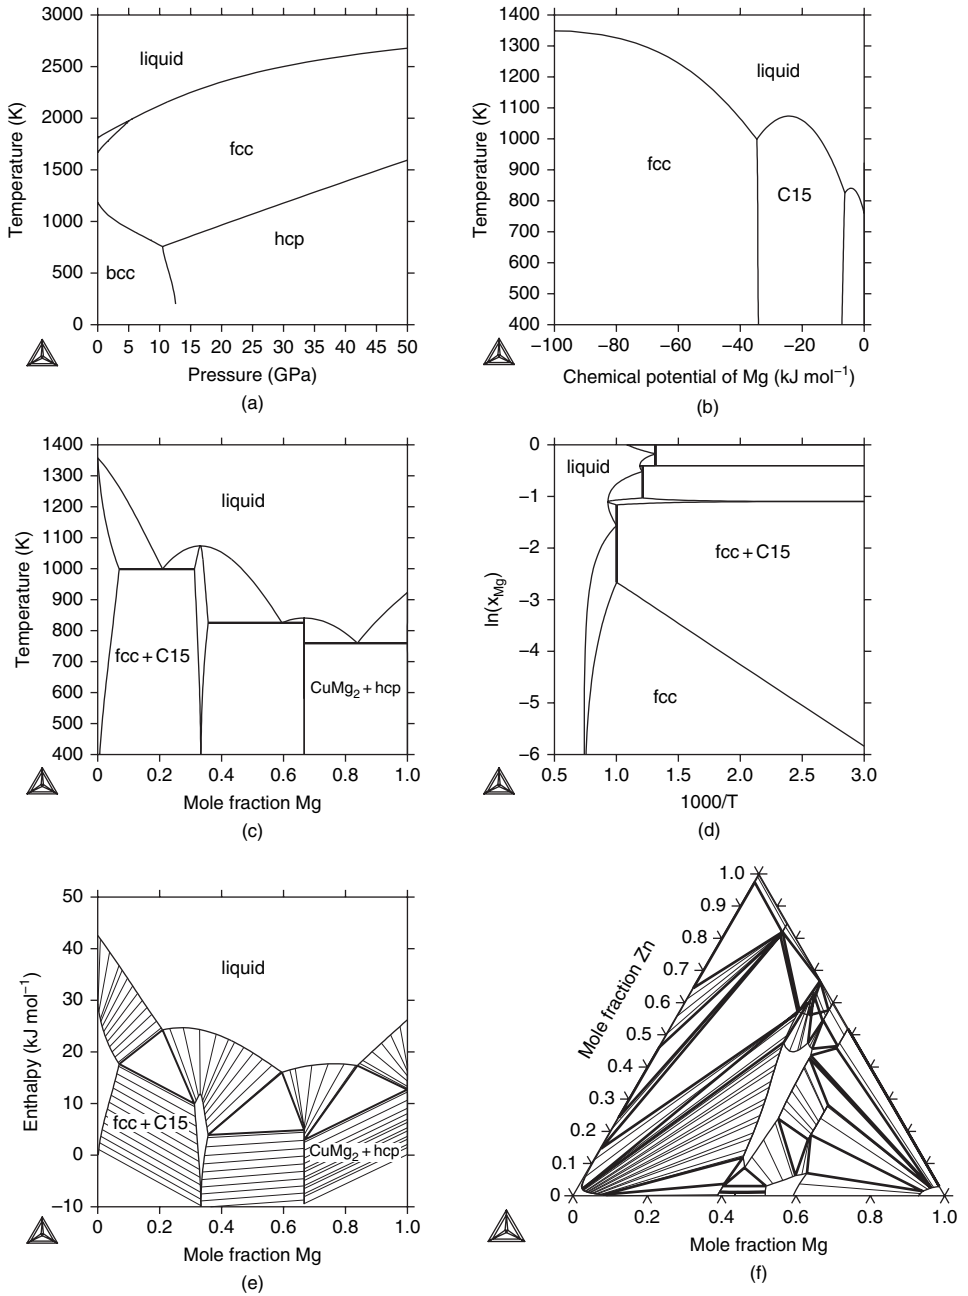 3000
2500
2000
1500
1000
500
0
Temperature (K)
liquid
fcc
hcp
bcc
0 5 10 15 20 25 30 35 40 45 50
Pressure (GPa)
(a)
1400
1300
1200
1100
1000
900
800
700
600
500
400
Temperature (K)
liquid
fcc
C15
−100 −80 −60 −40 −20 0
Chemical potential of Mg (kJ mol⁻¹)
(b)
1400
1300
1200
1100
1000
900
800
700
600
500
400
Temperature (K)
liquid
fcc + C15
CuMg₂ + hcp
0 0.2 0.4 0.6 0.8 1.0
Mole fraction Mg
(c)
0
−1
−2
−3
−4
−5
−6
ln(x_Mg)
liquid
fcc + C15
fcc
0.5 1.0 1.5 2.0 2.5 3.0
1000/T
(d)
50
40
30
20
10
0
−10
Enthalpy (kJ mol⁻¹)
liquid
fcc + C15
CuMg₂ + hcp
0 0.2 0.4 0.6 0.8 1.0
Mole fraction Mg
(e)
1.0
0.9
0.8
0.7
0.6
0.5
0.4
0.3
0.2
0.1
0
Mole fraction Zn
0 0.2 0.4 0.6 0.8 1.0
Mole fraction Mg
(f)